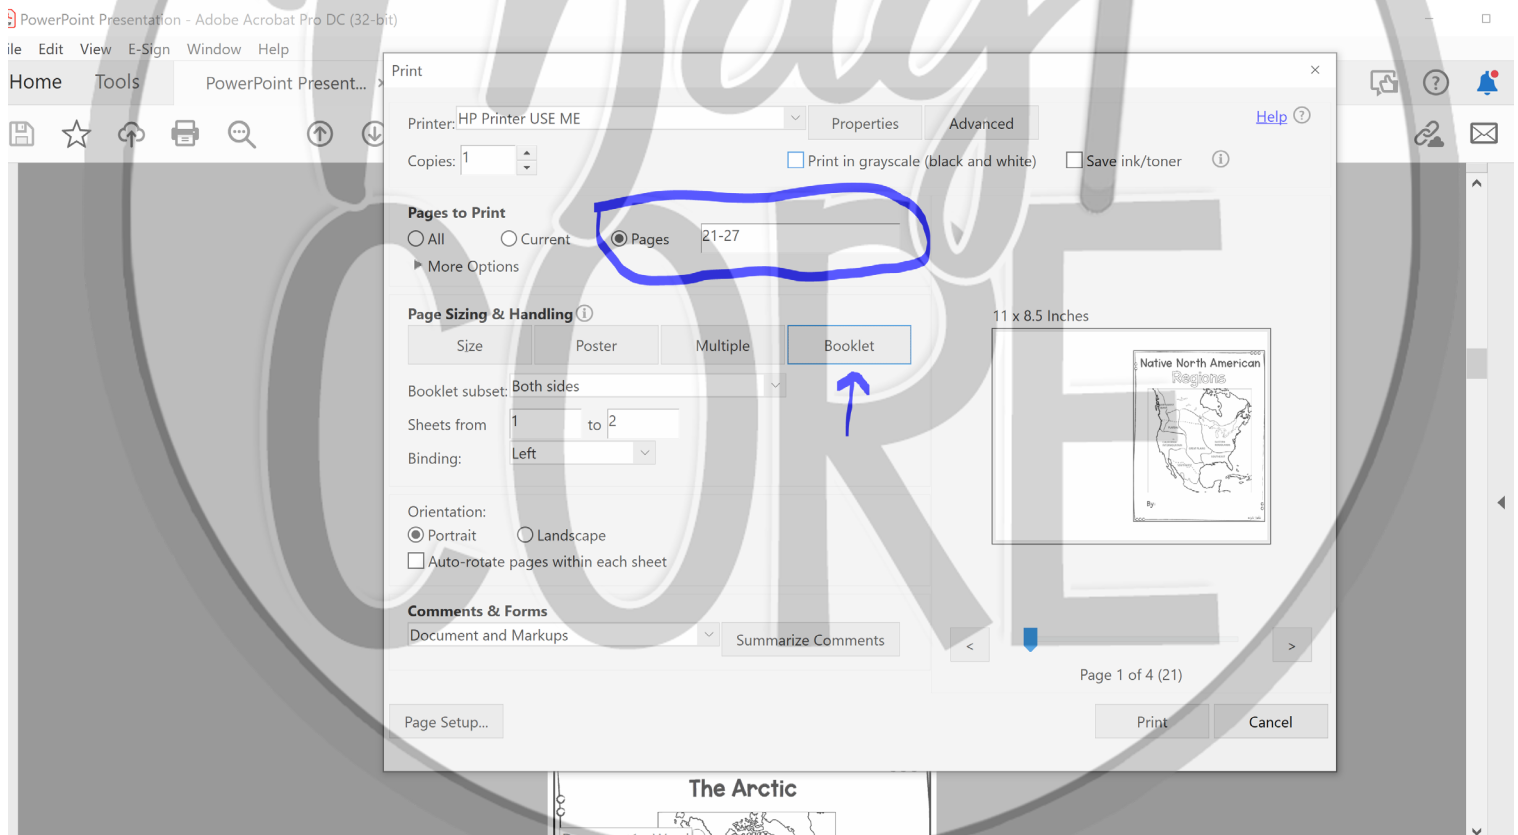 PowerPoint Presentation - Adobe Acrobat Pro DC (32-bit)
ile Edit View E-Sign Window Help
Home Tools PowerPoint Present... ×
Print ×
Printer: HP Printer USE ME Properties Advanced Help ?
Copies: 1 Print in grayscale (black and white) Save ink/toner
Pages to Print
All Current Pages 21-27
More Options
Page Sizing & Handling
Size Poster Multiple Booklet
Booklet subset: Both sides
Sheets from 1 to 2
Binding: Left
Orientation:
Portrait Landscape
Auto-rotate pages within each sheet
Comments & Forms
Document and Markups Summarize Comments
11 x 8.5 Inches
Native North American
Regions
By:
< >
Page 1 of 4 (21)
Page Setup... Print Cancel
The Arctic
CORE